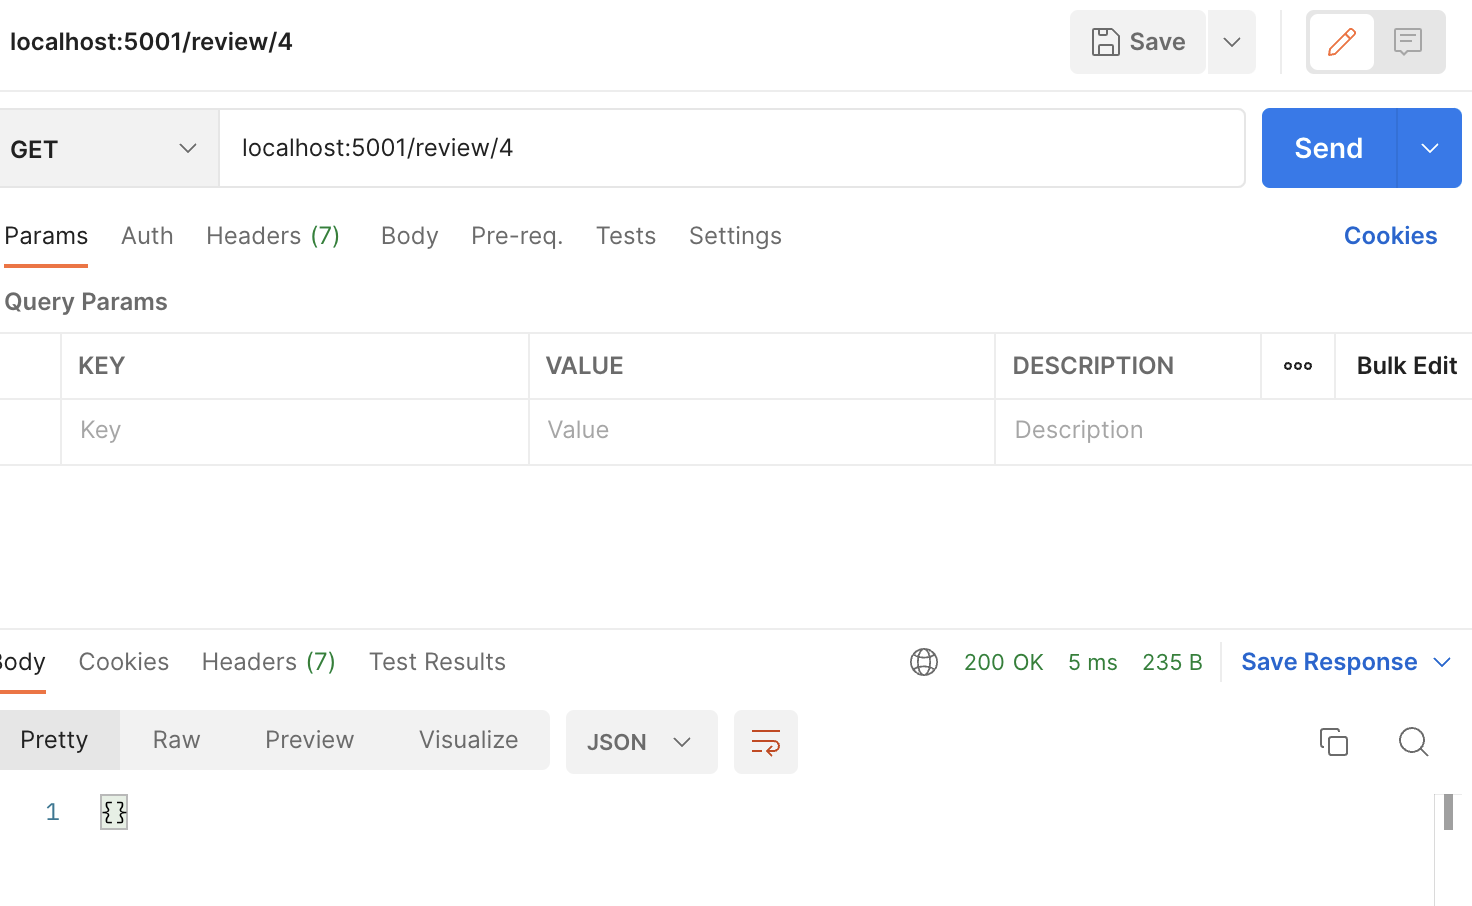 localhost:5001/review/4
Save
GET
localhost:5001/review/4
Send
Params Auth Headers (7) Body Pre-req. Tests Settings Cookies
Query Params
KEY VALUE DESCRIPTION ooo Bulk Edit
Key Value Description
Body Cookies Headers (7) Test Results 200 OK 5 ms 235 B Save Response
Pretty Raw Preview Visualize JSON
1 {}